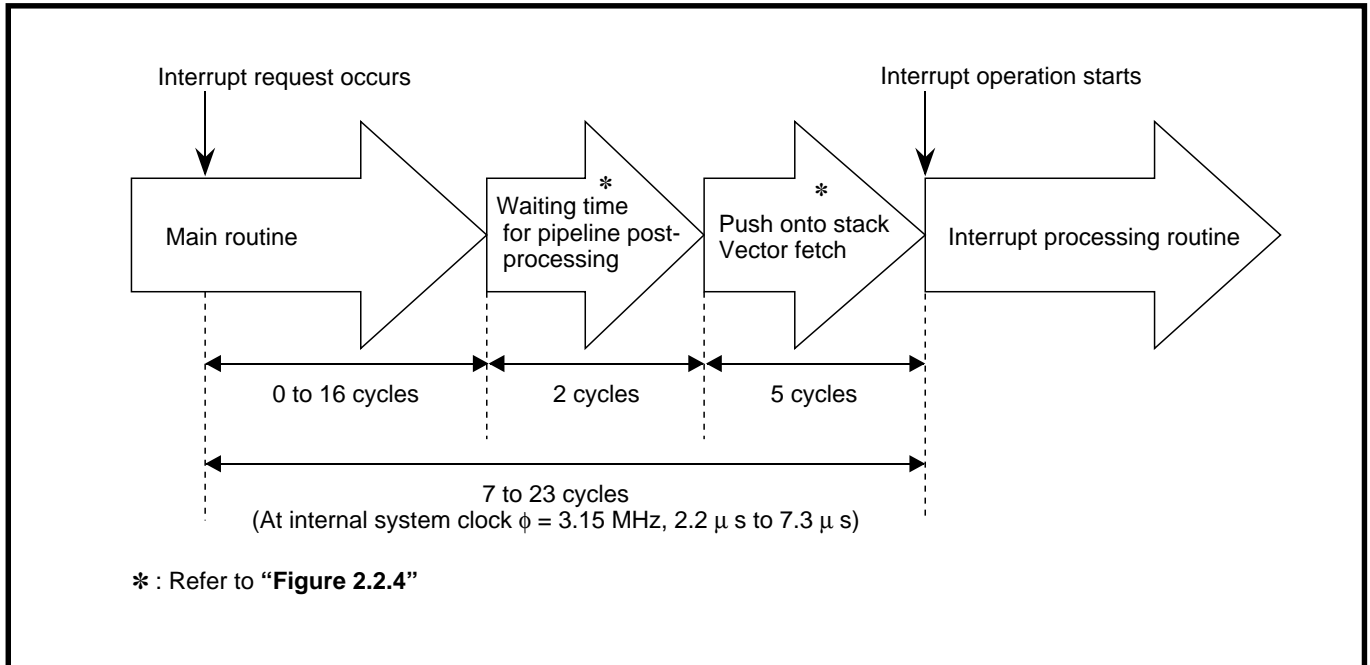 Interrupt request occurs
Interrupt operation starts
Main routine
*
Waiting time
for pipeline post-
processing
*
Push onto stack
Vector fetch
Interrupt processing routine
0 to 16 cycles
2 cycles
5 cycles
7 to 23 cycles
(At internal system clock ϕ = 3.15 MHz, 2.2 μ s to 7.3 μ s)
* : Refer to “Figure 2.2.4”